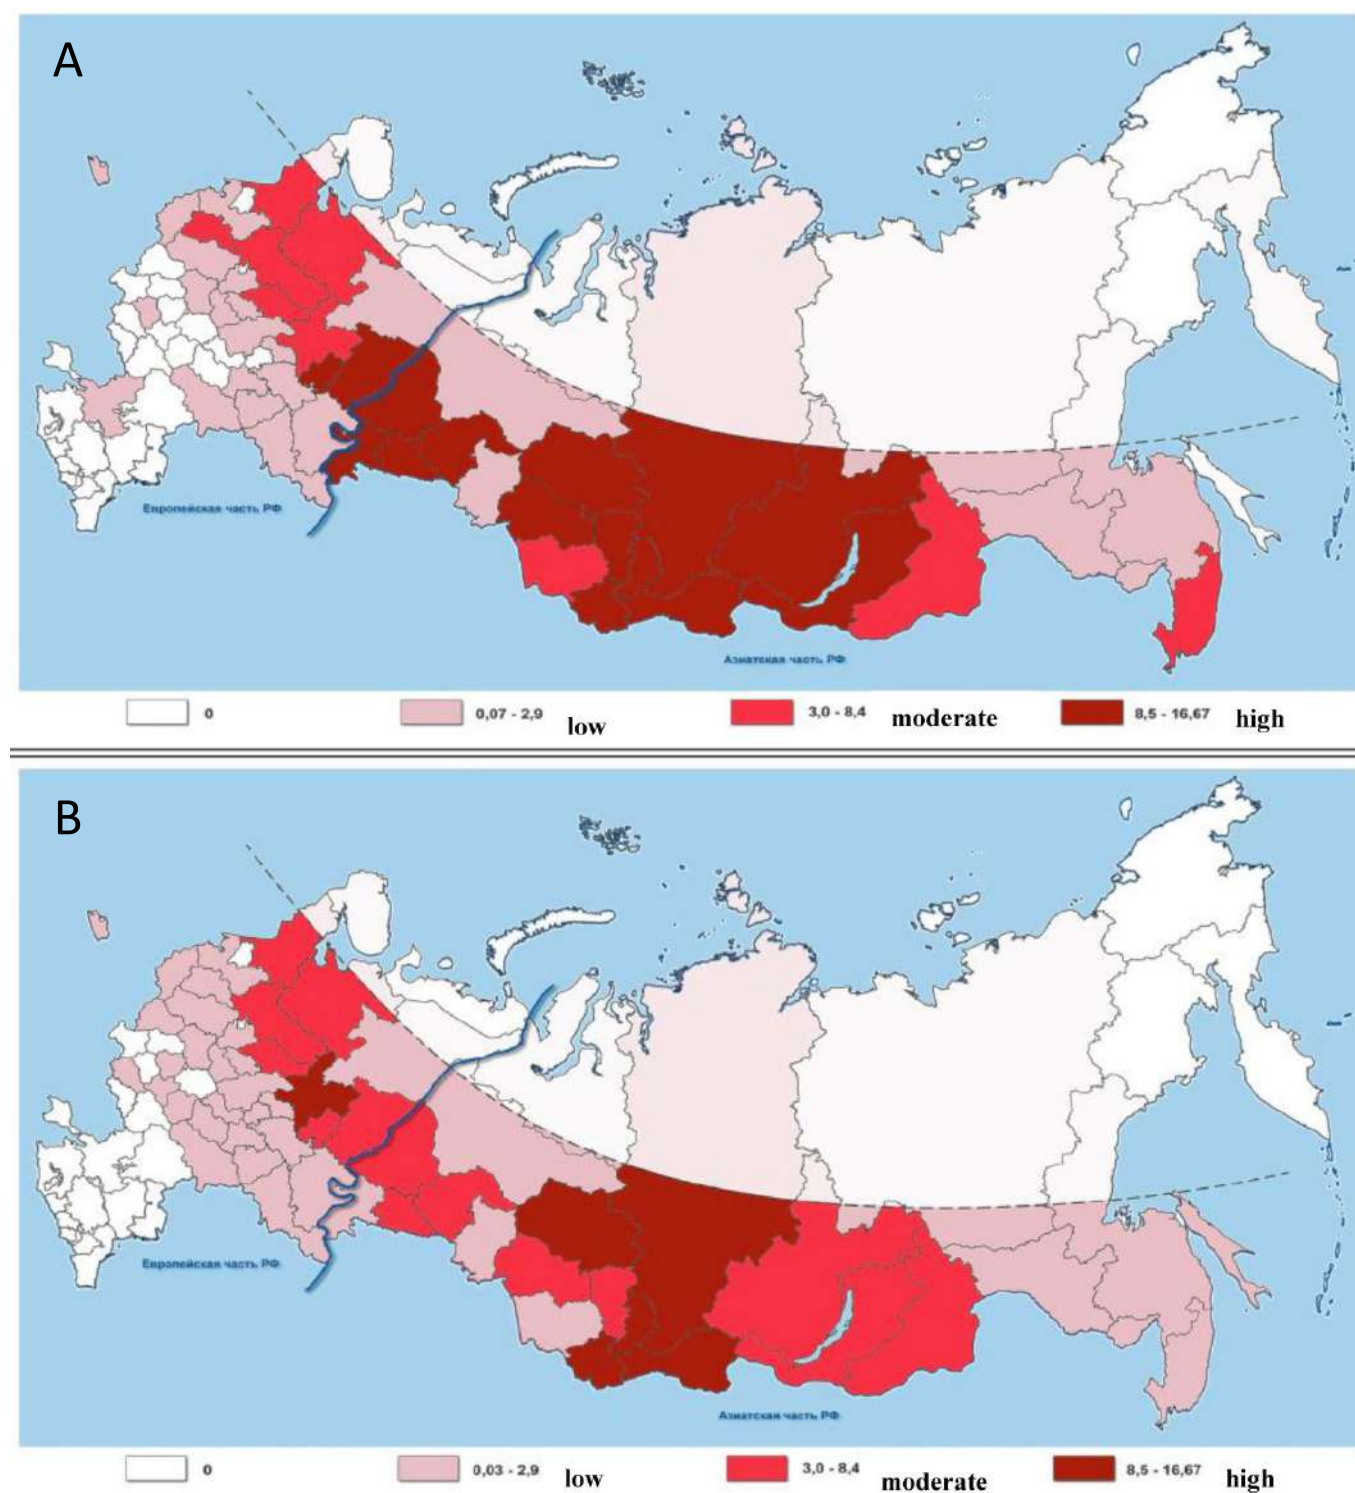 A
Европейская часть РФ
Азиатская часть РФ
0
0,07 - 2,9
low
3,0 - 8,4
moderate
8,5 - 16,67
high
B
Европейская часть РФ
Азиатская часть РФ
0
0,03 - 2,9
low
3,0 - 8,4
moderate
8,5 - 16,67
high